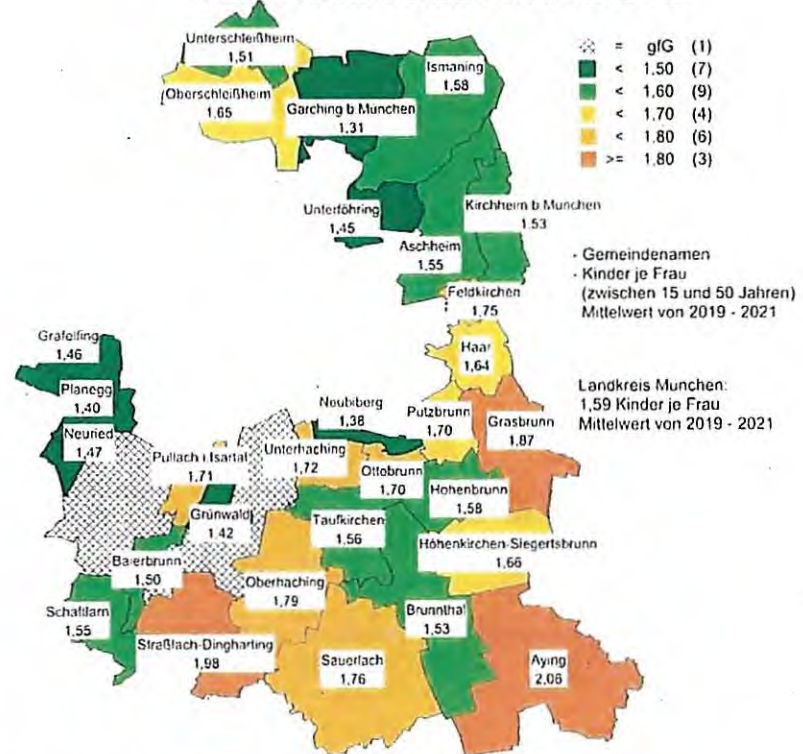 Unterschleißheim
1,51
Oberschleißheim
1,65
Garching b München
1,31
Ismaning
1,58
= gfG (1)
< 1.50 (7)
< 1.60 (9)
< 1.70 (4)
< 1.80 (6)
>= 1.80 (3)
Unterföhring
1,45
Kirchheim b Munchen
1,53
Aschheim
1,55
Feldkirchen
1,75
- Gemeindenamen
- Kinder je Frau
(zwischen 15 und 50 Jahren)
Mittelwert von 2019 - 2021
Landkreis Munchen:
1,59 Kinder je Frau
Mittelwert von 2019 - 2021
Gräfelfing
1,46
Planegg
1,40
Neuried
1,47
Haar
1,64
Neubiberg
1,38
Putzbrunn
1,70
Grasbrunn
1,87
Pullach i.Isartal
1,71
Unterhaching
1,72
Ottobrunn
1,70
Hohenbrunn
1,58
Grünwald
1,42
Taufkirchen
1,56
Höhenkirchen-Siegertsbrunn
1,66
Baierbrunn
1,50
Oberhaching
1,79
Schäftlarn
1,55
Straßlach-Dingharting
1,98
Brunnthal
1,53
Sauerlach
1,76
Aying
2,06